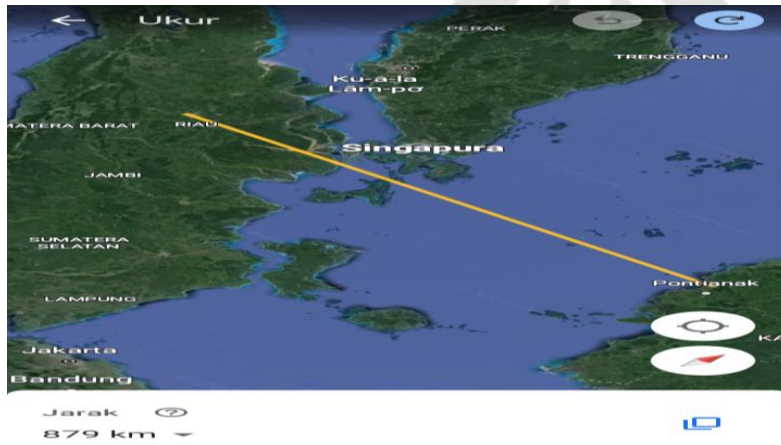 Ukur
PERAK
TRENGGANU
Ku-a-la
Lăm-pơ
MATERA BARAT
RIAU
Singapura
JAMBI
SUMATERA
SELATAN
Pontianak
LAMPUNG
KA
Jakarta
Bandung
Jarak
879 km